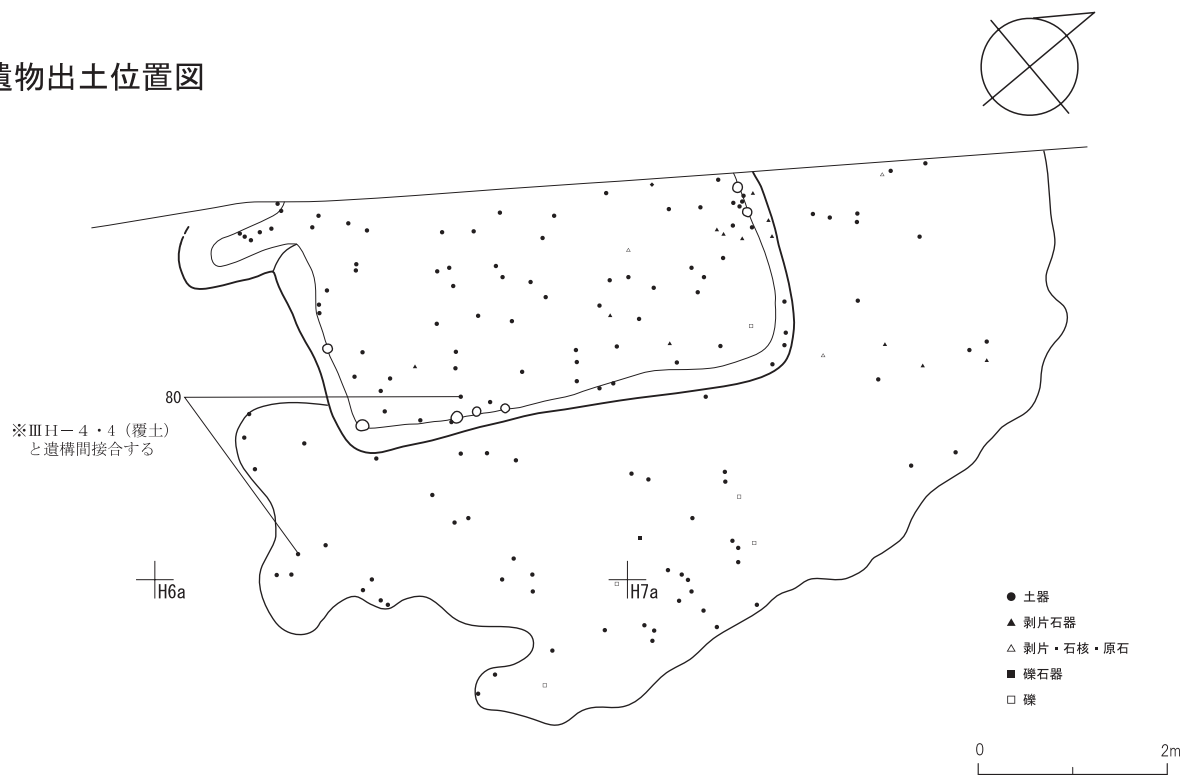 遺物出土位置図
80
※ⅢH－4・4（覆土）
と遺構間接合する
H6a
H7a
土器
剥片石器
剥片・石核・原石
礫石器
礫
0 2m